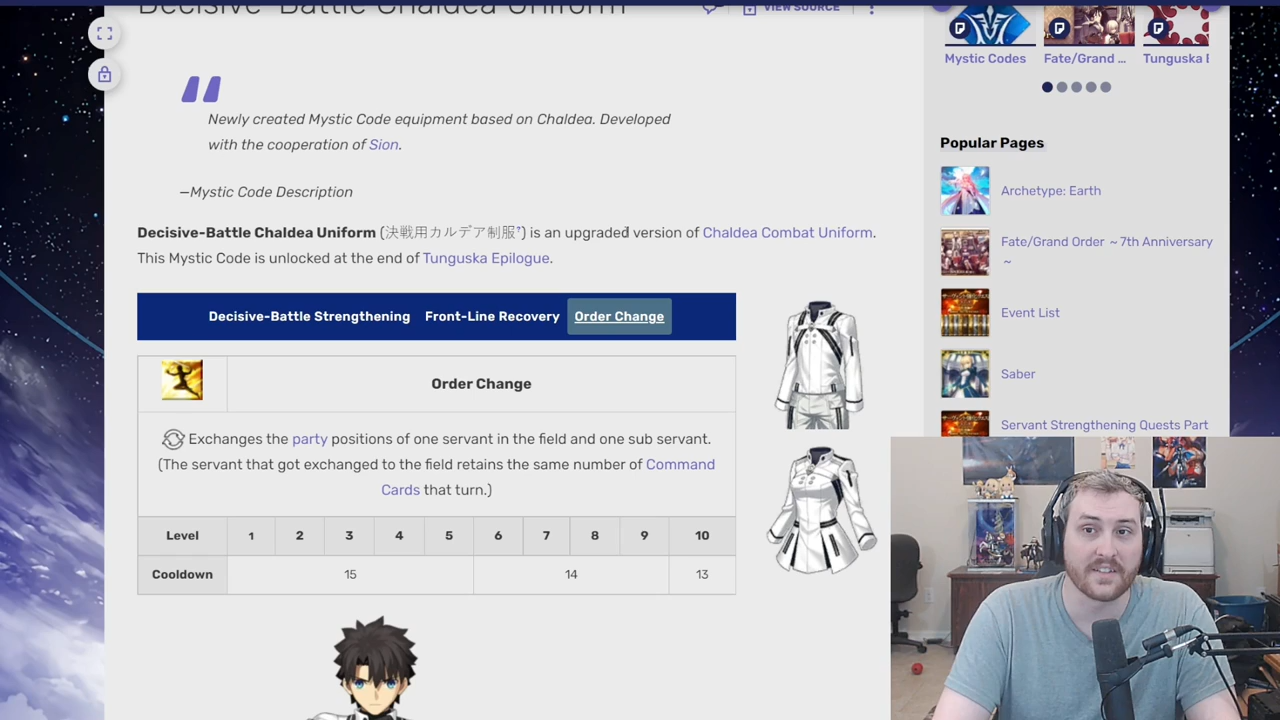 Decisive-Battle Chaldea Uniform
VIEW SOURCE
Newly created Mystic Code equipment based on Chaldea. Developed
with the cooperation of Sion.
—Mystic Code Description
Decisive-Battle Chaldea Uniform (決戦用カルデア制服?) is an upgraded version of Chaldea Combat Uniform.
This Mystic Code is unlocked at the end of Tunguska Epilogue.
Decisive-Battle Strengthening Front-Line Recovery Order Change
Order Change
Exchanges the party positions of one servant in the field and one sub servant.
(The servant that got exchanged to the field retains the same number of Command
Cards that turn.)
Level 1 2 3 4 5 6 7 8 9 10
Cooldown 15 14 13
Mystic Codes Fate/Grand ... Tunguska
Popular Pages
Archetype: Earth
Fate/Grand Order ~7th Anniversary
~
Event List
Saber
Servant Strengthening Quests Part